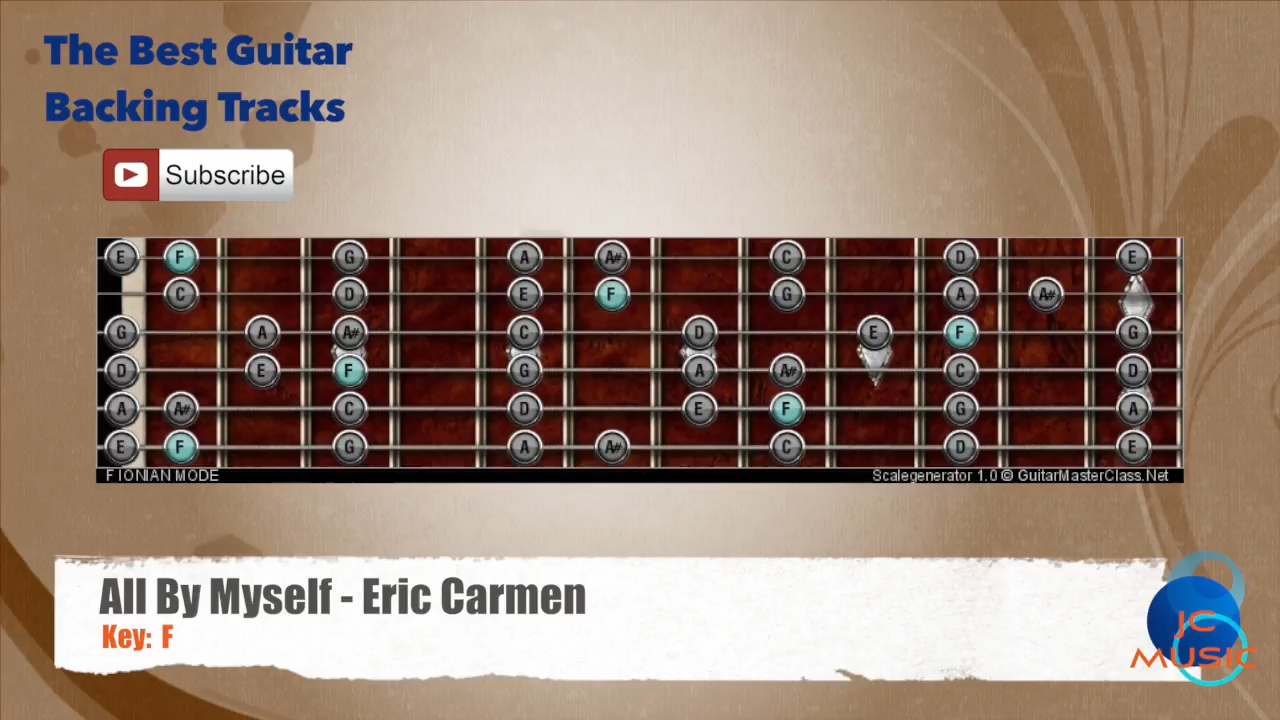 The Best Guitar
Backing Tracks
Subscribe
E F G A A# C D E
C D E F G A A#
G A A# C D E F G
D E F G A A# C D
A A# C D E F G A
E F G A A# C D E
F IONIAN MODE
Scalegenerator 1.0 © GuitarMasterClass.Net
All By Myself - Eric Carmen
Key: F
JC
MUSIC